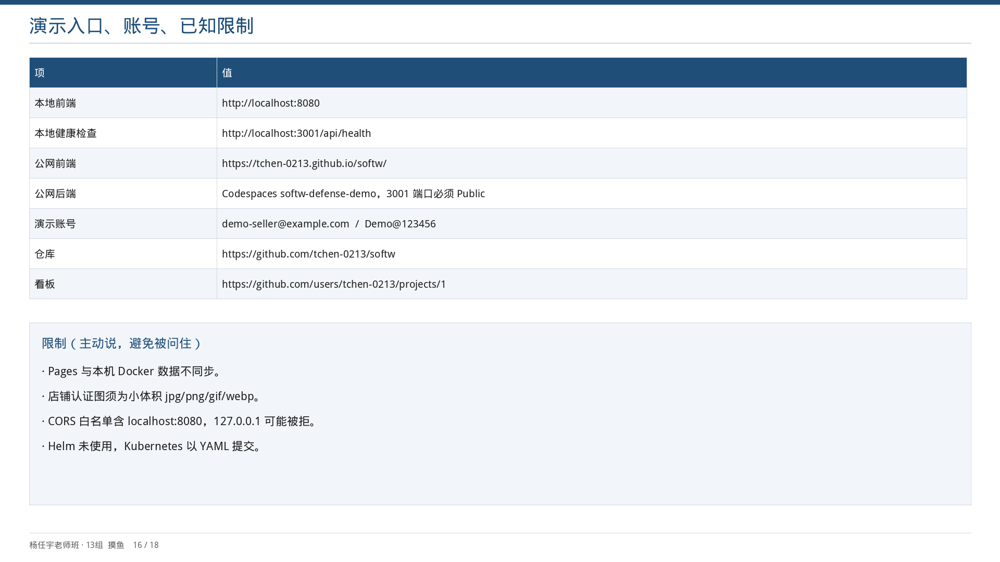 演示入口、账号、已知限制
项 值
本地前端 http://localhost:8080
本地健康检查 http://localhost:3001/api/health
公网前端 https://tchen-0213.github.io/softw/
公网后端 Codespaces softw-defense-demo，3001 端口必须 Public
演示账号 demo-seller@example.com / Demo@123456
仓库 https://github.com/tchen-0213/softw
看板 https://github.com/users/tchen-0213/projects/1
限制（主动说，避免被问住）
· Pages 与本机 Docker 数据不同步。
· 店铺认证图须为小体积 jpg/png/gif/webp。
· CORS 白名单含 localhost:8080，127.0.0.1 可能被拒。
· Helm 未使用，Kubernetes 以 YAML 提交。
杨任宇老师班 · 13组 摸鱼 16 / 18